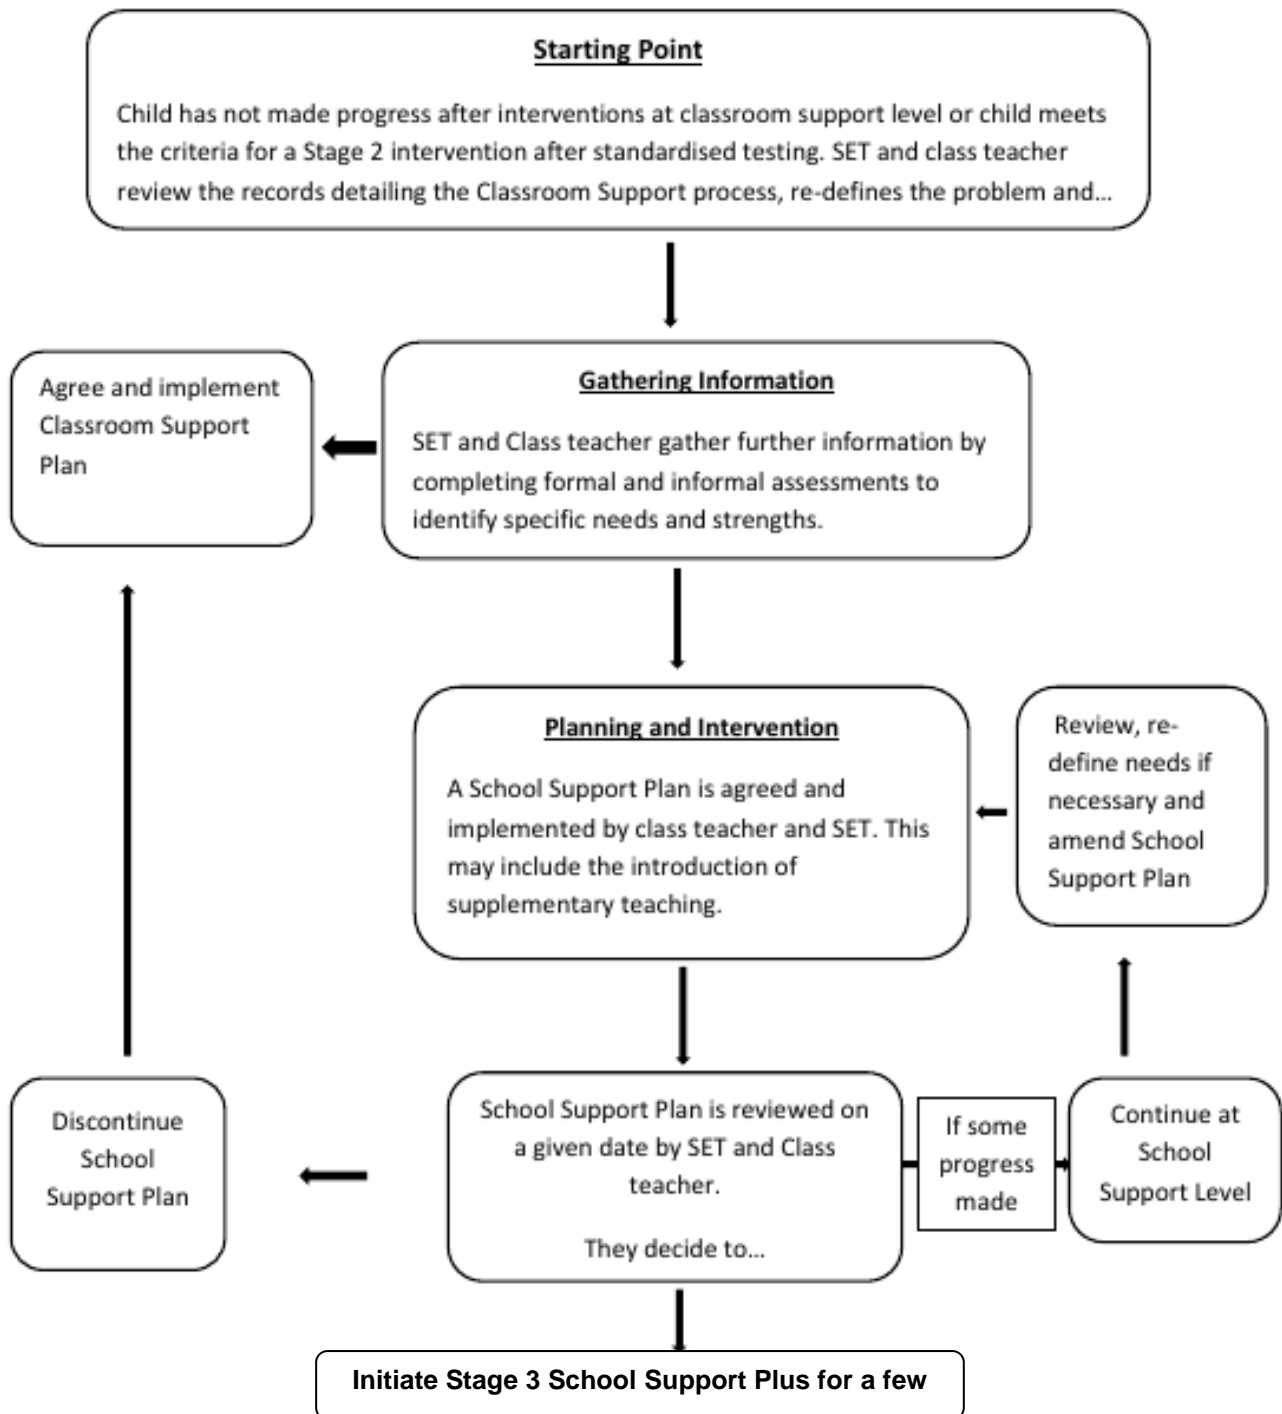 Starting Point
Child has not made progress after interventions at classroom support level or child meets
the criteria for a Stage 2 intervention after standardised testing. SET and class teacher
review the records detailing the Classroom Support process, re-defines the problem and...
Agree and implement
Classroom Support
Plan
Gathering Information
SET and Class teacher gather further information by
completing formal and informal assessments to
identify specific needs and strengths.
Planning and Intervention
A School Support Plan is agreed and
implemented by class teacher and SET. This
may include the introduction of
supplementary teaching.
Review, re-
define needs if
necessary and
amend School
Support Plan
Discontinue
School
Support Plan
School Support Plan is reviewed on
a given date by SET and Class
teacher.
They decide to...
If some
progress
made
Continue at
School
Support Level
Initiate Stage 3 School Support Plus for a few